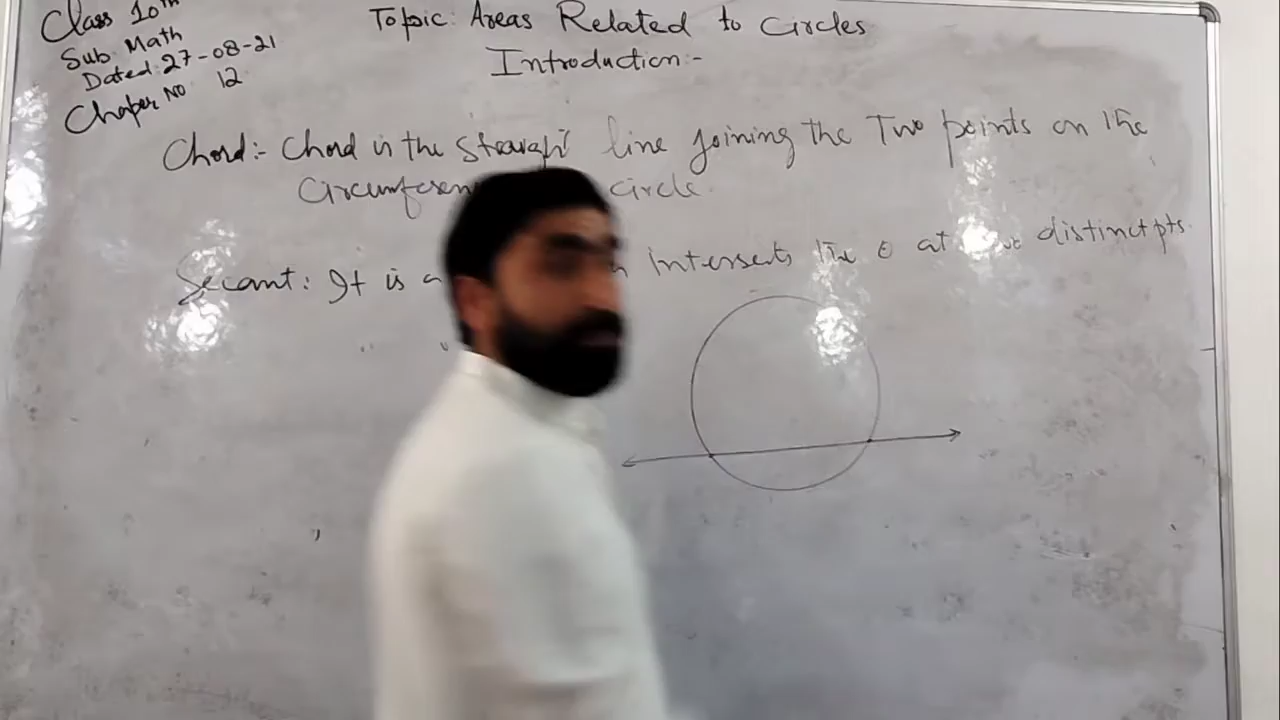 Class 10th
Sub. Math
Dated: 27-08-21
Chapter No. 12
Topic: Areas Related to Circles
Introduction:-
Chord:- Chord is the straight line joining the Two points on the
Circumferen circle.
Secant: It is a intersects the at distinct pts.